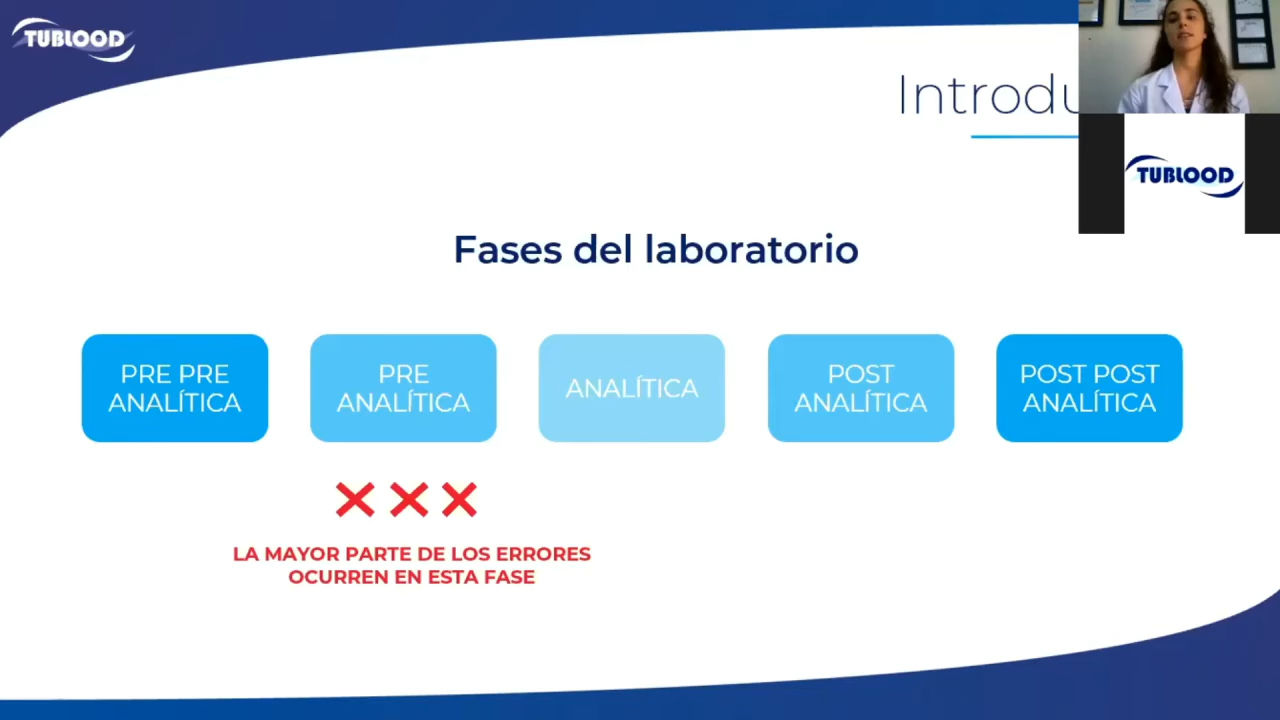 TUBLOOD
Introdu
TUBLOOD
Fases del laboratorio
PRE PRE
ANALÍTICA
PRE
ANALÍTICA
ANALÍTICA
POST
ANALÍTICA
POST POST
ANALÍTICA
LA MAYOR PARTE DE LOS ERRORES
OCURREN EN ESTA FASE